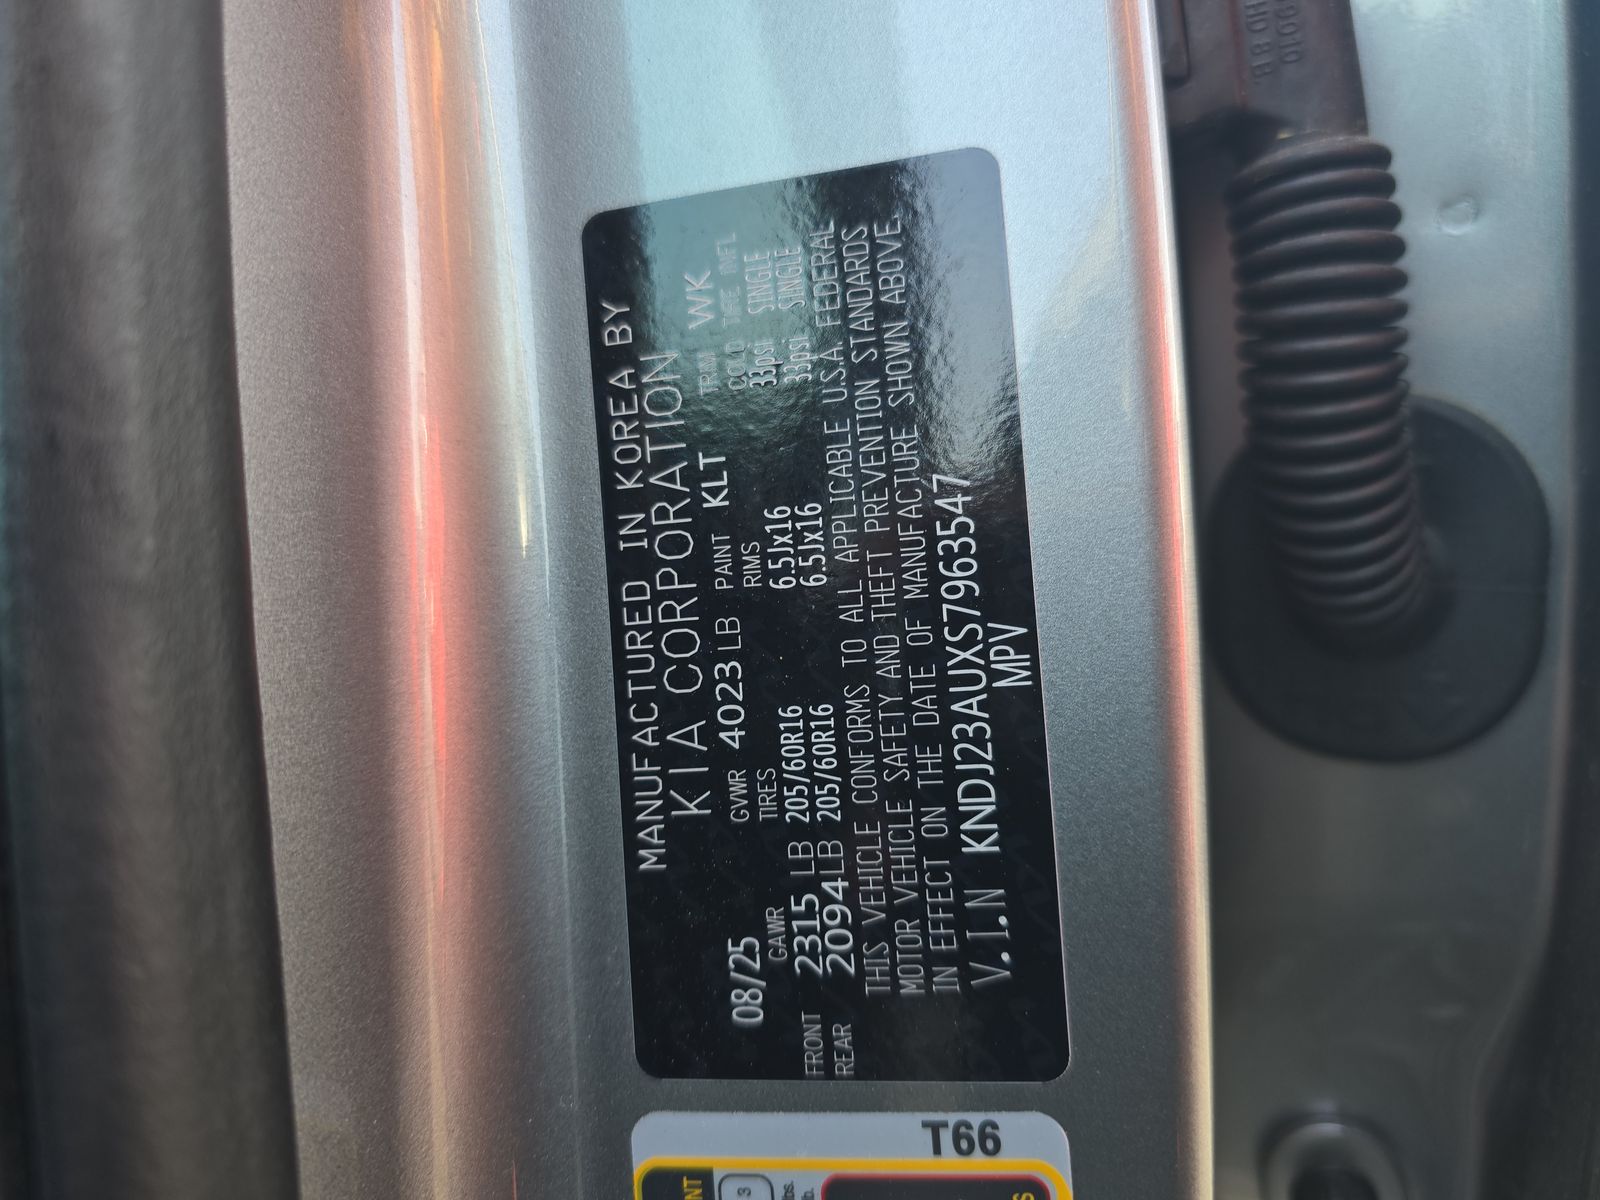 MANUFACTURED IN KOREA BY
KIA CORPORATION
08/25 GVWR 4023 LB PAINT KLT TRIM WK
GAWR TIRES RIMS COLD TIRE INFL
FRONT 2315 LB 205/60R16 6.5Jx16 33psi SINGLE
REAR 2094LB 205/60R16 6.5Jx16 33psi SINGLE
THIS VEHICLE CONFORMS TO ALL APPLICABLE U.S.A. FEDERAL
MOTOR VEHICLE SAFETY AND THEFT PREVENTION STANDARDS
IN EFFECT ON THE DATE OF MANUFACTURE SHOWN ABOVE.
V.I.N KNDJ23AUXS7963547
MPV
T66